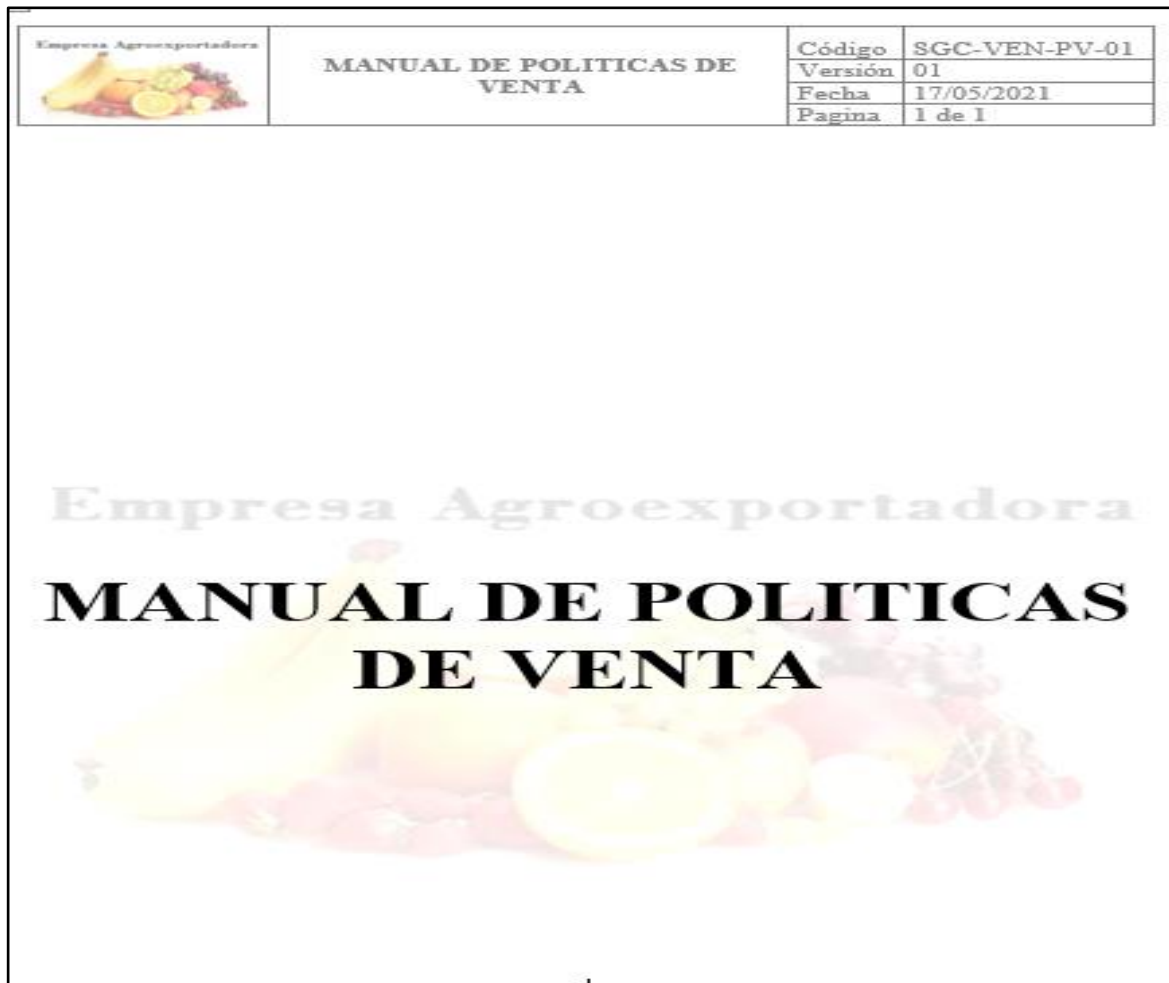 Empresa Agroexportadora
MANUAL DE POLITICAS DE
VENTA
Código SGC-VEN-PV-01
Versión 01
Fecha 17/05/2021
Pagina 1 de 1
Empresa Agroexportadora
MANUAL DE POLITICAS
DE VENTA